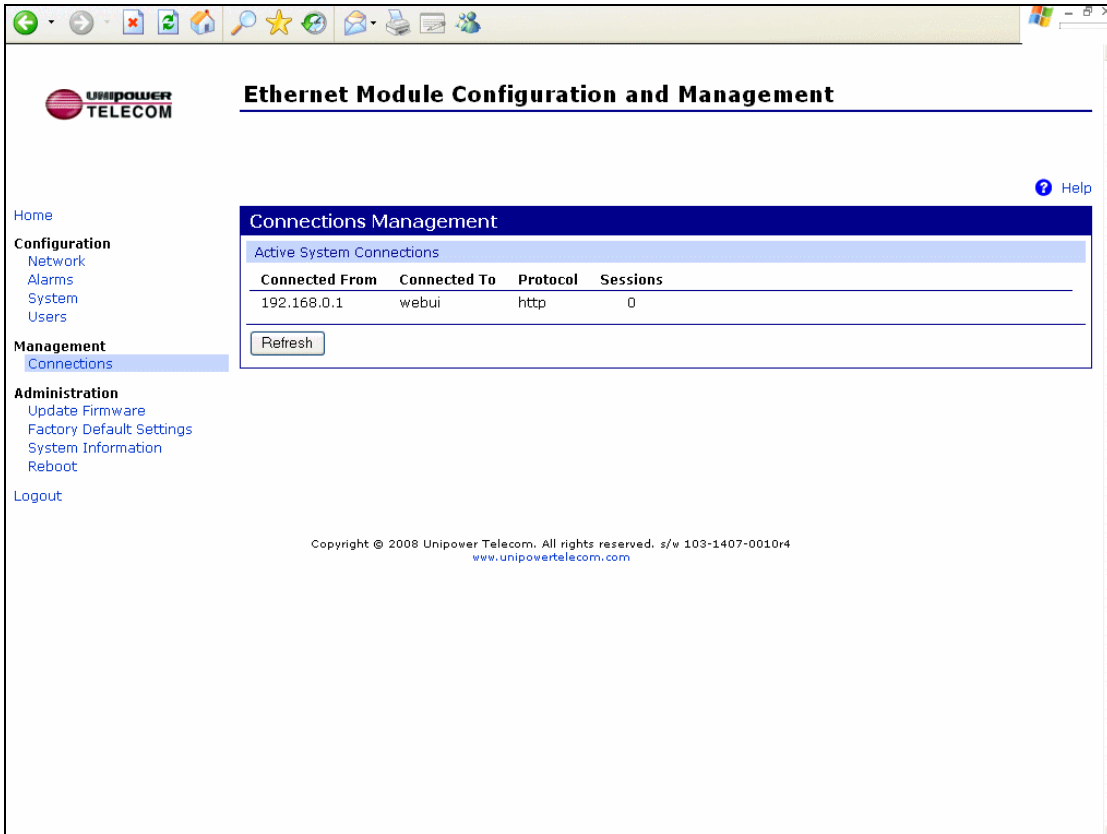 UNIPOWER
TELECOM
Ethernet Module Configuration and Management
? Help
Home
Configuration
Network
Alarms
System
Users
Management
Connections
Administration
Update Firmware
Factory Default Settings
System Information
Reboot
Logout
Connections Management
Active System Connections
Connected From Connected To Protocol Sessions
192.168.0.1 webui http 0
Refresh
Copyright © 2008 Unipower Telecom. All rights reserved. s/w 103-1407-0010r4
www.unipowertelecom.com